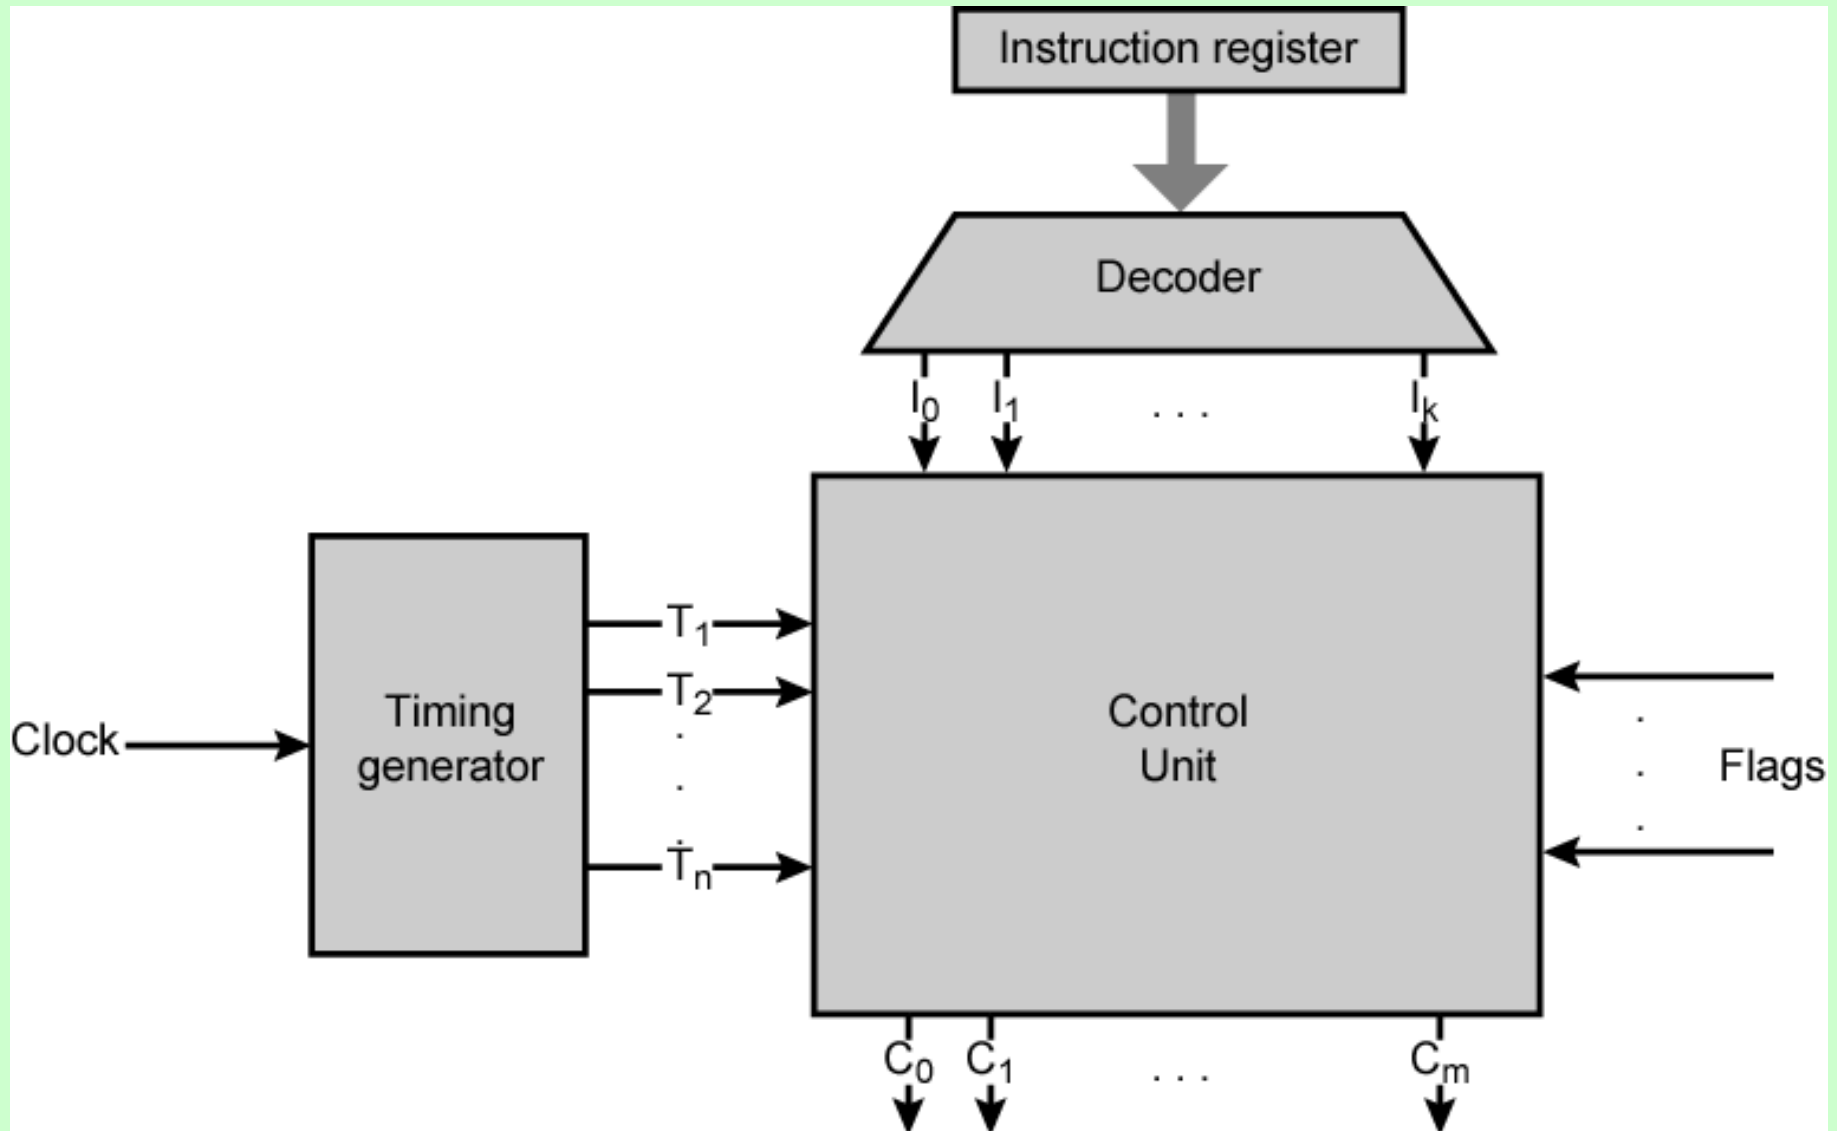 Instruction register
Decoder
I0 I1 . . . Ik
T1
T2
.
.
.
Tn
Clock
Timing
generator
Control
Unit
.
.
.
Flags
C0 C1 . . . Cm